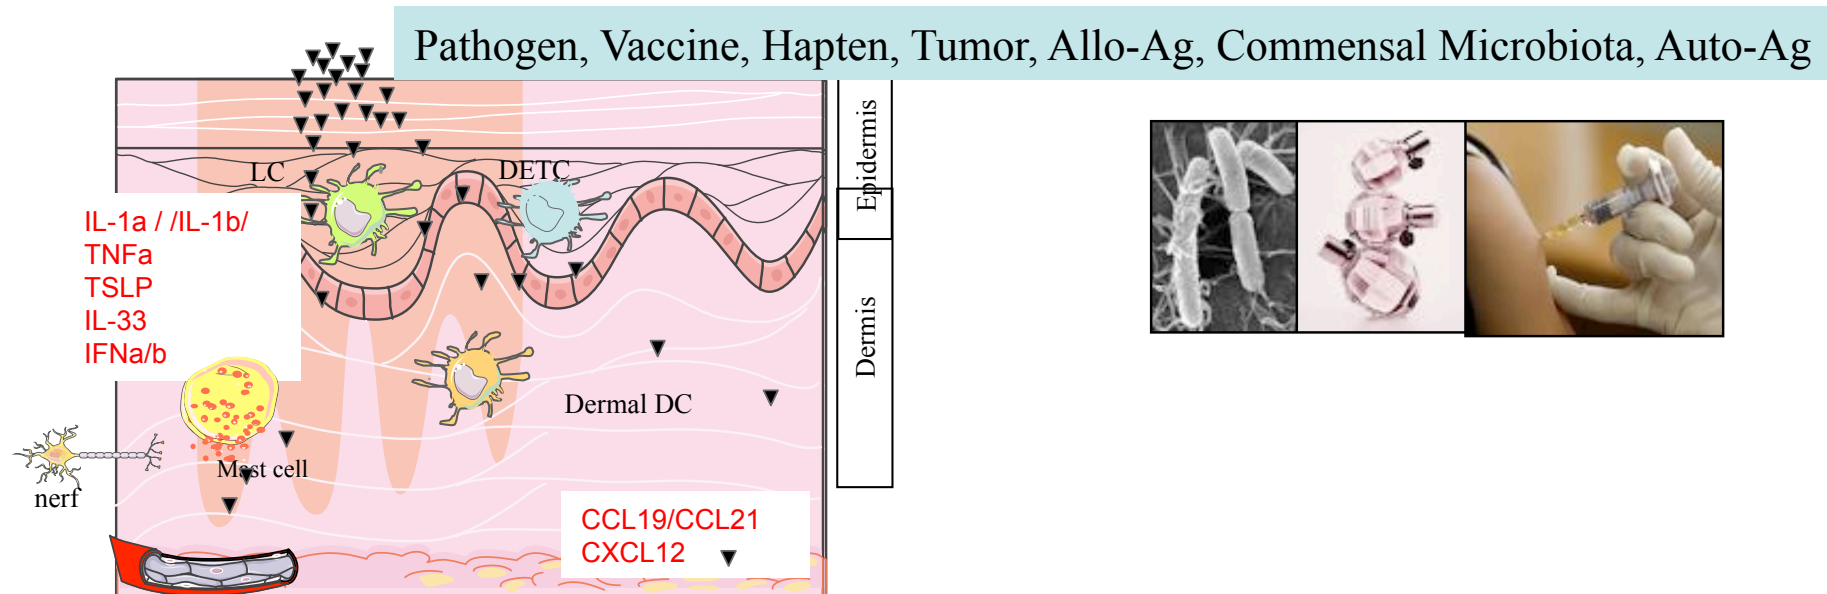 Pathogen, Vaccine, Hapten, Tumor, Allo-Ag, Commensal Microbiota, Auto-Ag
LC
DETC
Epidermis
IL-1a / /IL-1b/
TNFa
TSLP
IL-33
IFNa/b
Dermis
Dermal DC
Mast cell
nerf
CCL19/CCL21
CXCL12